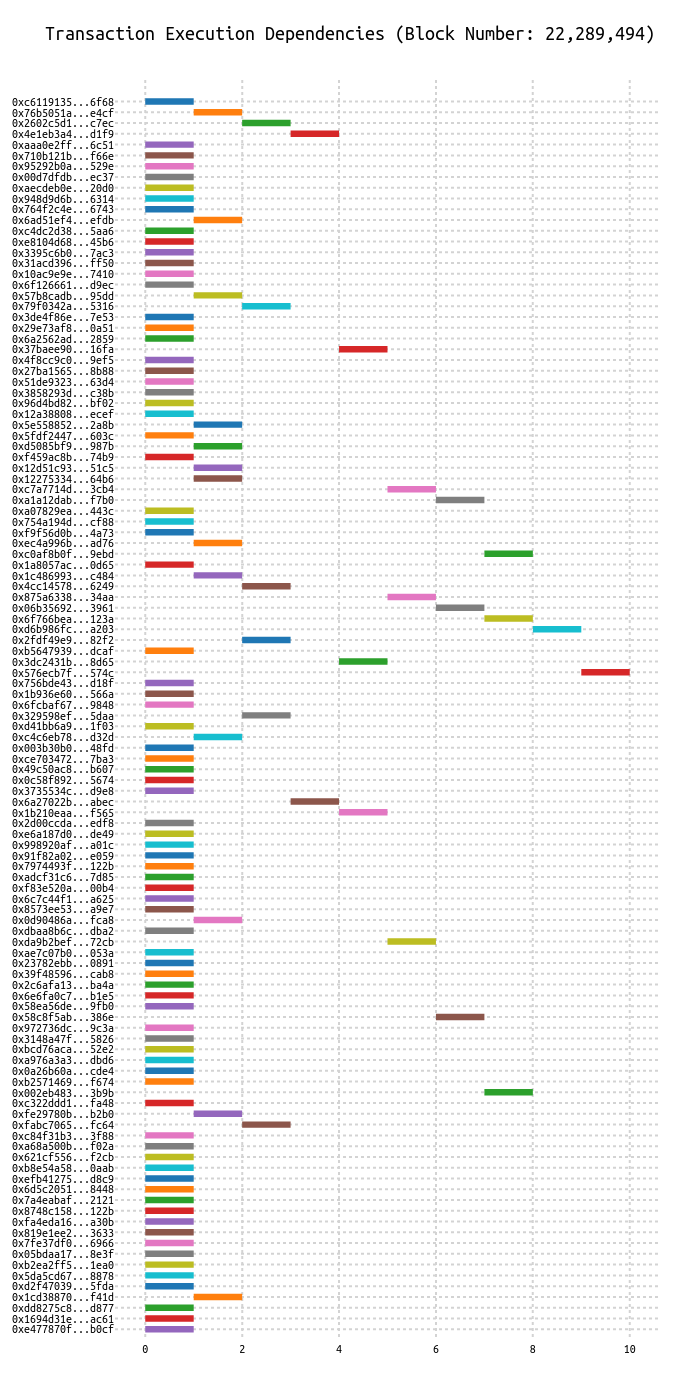 Transaction Execution Dependencies (Block Number: 22,289,494)
0xc6119135...6f68
0x76b5051a...e4cf
0x2602c5d1...c7ec
0x4e1eb3a4...d1f9
0xaaa0e2ff...6c51
0x710b121b...f66e
0x95292b0a...529e
0x00d7dfdb...ec37
0xaecdeb0e...20d0
0x948d9d6b...6314
0x764f2c4e...6743
0x6ad51ef4...efdb
0xc4dc2d38...5aa6
0xe8104d68...45b6
0x3395c6b0...7ac3
0x31acd396...ff50
0x10ac9e9e...7410
0x6f126661...d9ec
0x57b8cadb...95dd
0x79f0342a...5316
0x3de4f86e...7e53
0x29e73af8...0a51
0x6a2562ad...2859
0x37baee90...16fa
0x4f8cc9c0...9ef5
0x27ba1565...8b88
0x51de9323...63d4
0x3858293d...c38b
0x96d4bd82...bf02
0x12a38808...ecef
0x5e558852...2a8b
0x5fdf2447...603c
0xd5085bf9...987b
0xf459ac8b...74b9
0x12d51c93...51c5
0x12275334...64b6
0xc7a7714d...3cb4
0xa1a12dab...f7b0
0xa07829ea...443c
0x754a194d...cf88
0xf9f56d0b...4a73
0xec4a996b...ad76
0xc0af8b0f...9ebd
0x1a8057ac...0d65
0x1c486993...c484
0x4cc14578...6249
0x875a6338...34aa
0x06b35692...3961
0x6f766bea...123a
0xd6b986fc...a203
0x2fdf49e9...82f2
0xb5647939...dcaf
0x3dc2431b...8d65
0x576ecb7f...574c
0x756bde43...d18f
0x1b936e60...566a
0x6fcbaf67...9848
0x329598ef...5daa
0xd41bb6a9...1f03
0xc4c6eb78...d32d
0x003b30b0...48fd
0xce703472...7ba3
0x49c50ac8...b607
0x0c58f892...5674
0x3735534c...d9e8
0x6a27022b...abec
0x1b210eaa...f565
0x2d00ccda...edf8
0xe6a187d0...de49
0x998920af...a01c
0x91f82a02...e059
0x7974493f...122b
0xadcf31c6...7d85
0xf83e520a...00b4
0x6c7c44f1...a625
0x8573ee53...a9e7
0x0d90486a...fca8
0xdbaa8b6c...dba2
0xda9b2bef...72cb
0xae7c07b0...053a
0x23782ebb...0891
0x39f48596...cab8
0x2c6afa13...ba4a
0x6e6fa0c7...b1e5
0x58ea56de...9fb0
0x58c8f5ab...386e
0x972736dc...9c3a
0x3148a47f...5826
0xbcd76aca...52e2
0xa976a3a3...dbd6
0x0a26b60a...cde4
0xb2571469...f674
0x002eb483...3b9b
0xc322ddd1...fa48
0xfe29780b...b2b0
0xfabc7065...fc64
0xc84f31b3...3f88
0xa68a500b...f02a
0x621cf556...f2cb
0xb8e54a58...0aab
0xefb41275...d8c9
0x6d5c2051...8448
0x7a4eabaf...2121
0x8748c158...122b
0xfa4eda16...a30b
0x819e1ee2...3633
0x7fe37df0...6966
0x05bdaa17...8e3f
0xb2ea2ff5...1ea0
0x5da5cd67...8878
0xd2f47039...5fda
0x1cd38870...f41d
0xdd8275c8...d877
0x1694d31e...ac61
0xe477870f...b0cf
0 2 4 6 8 10